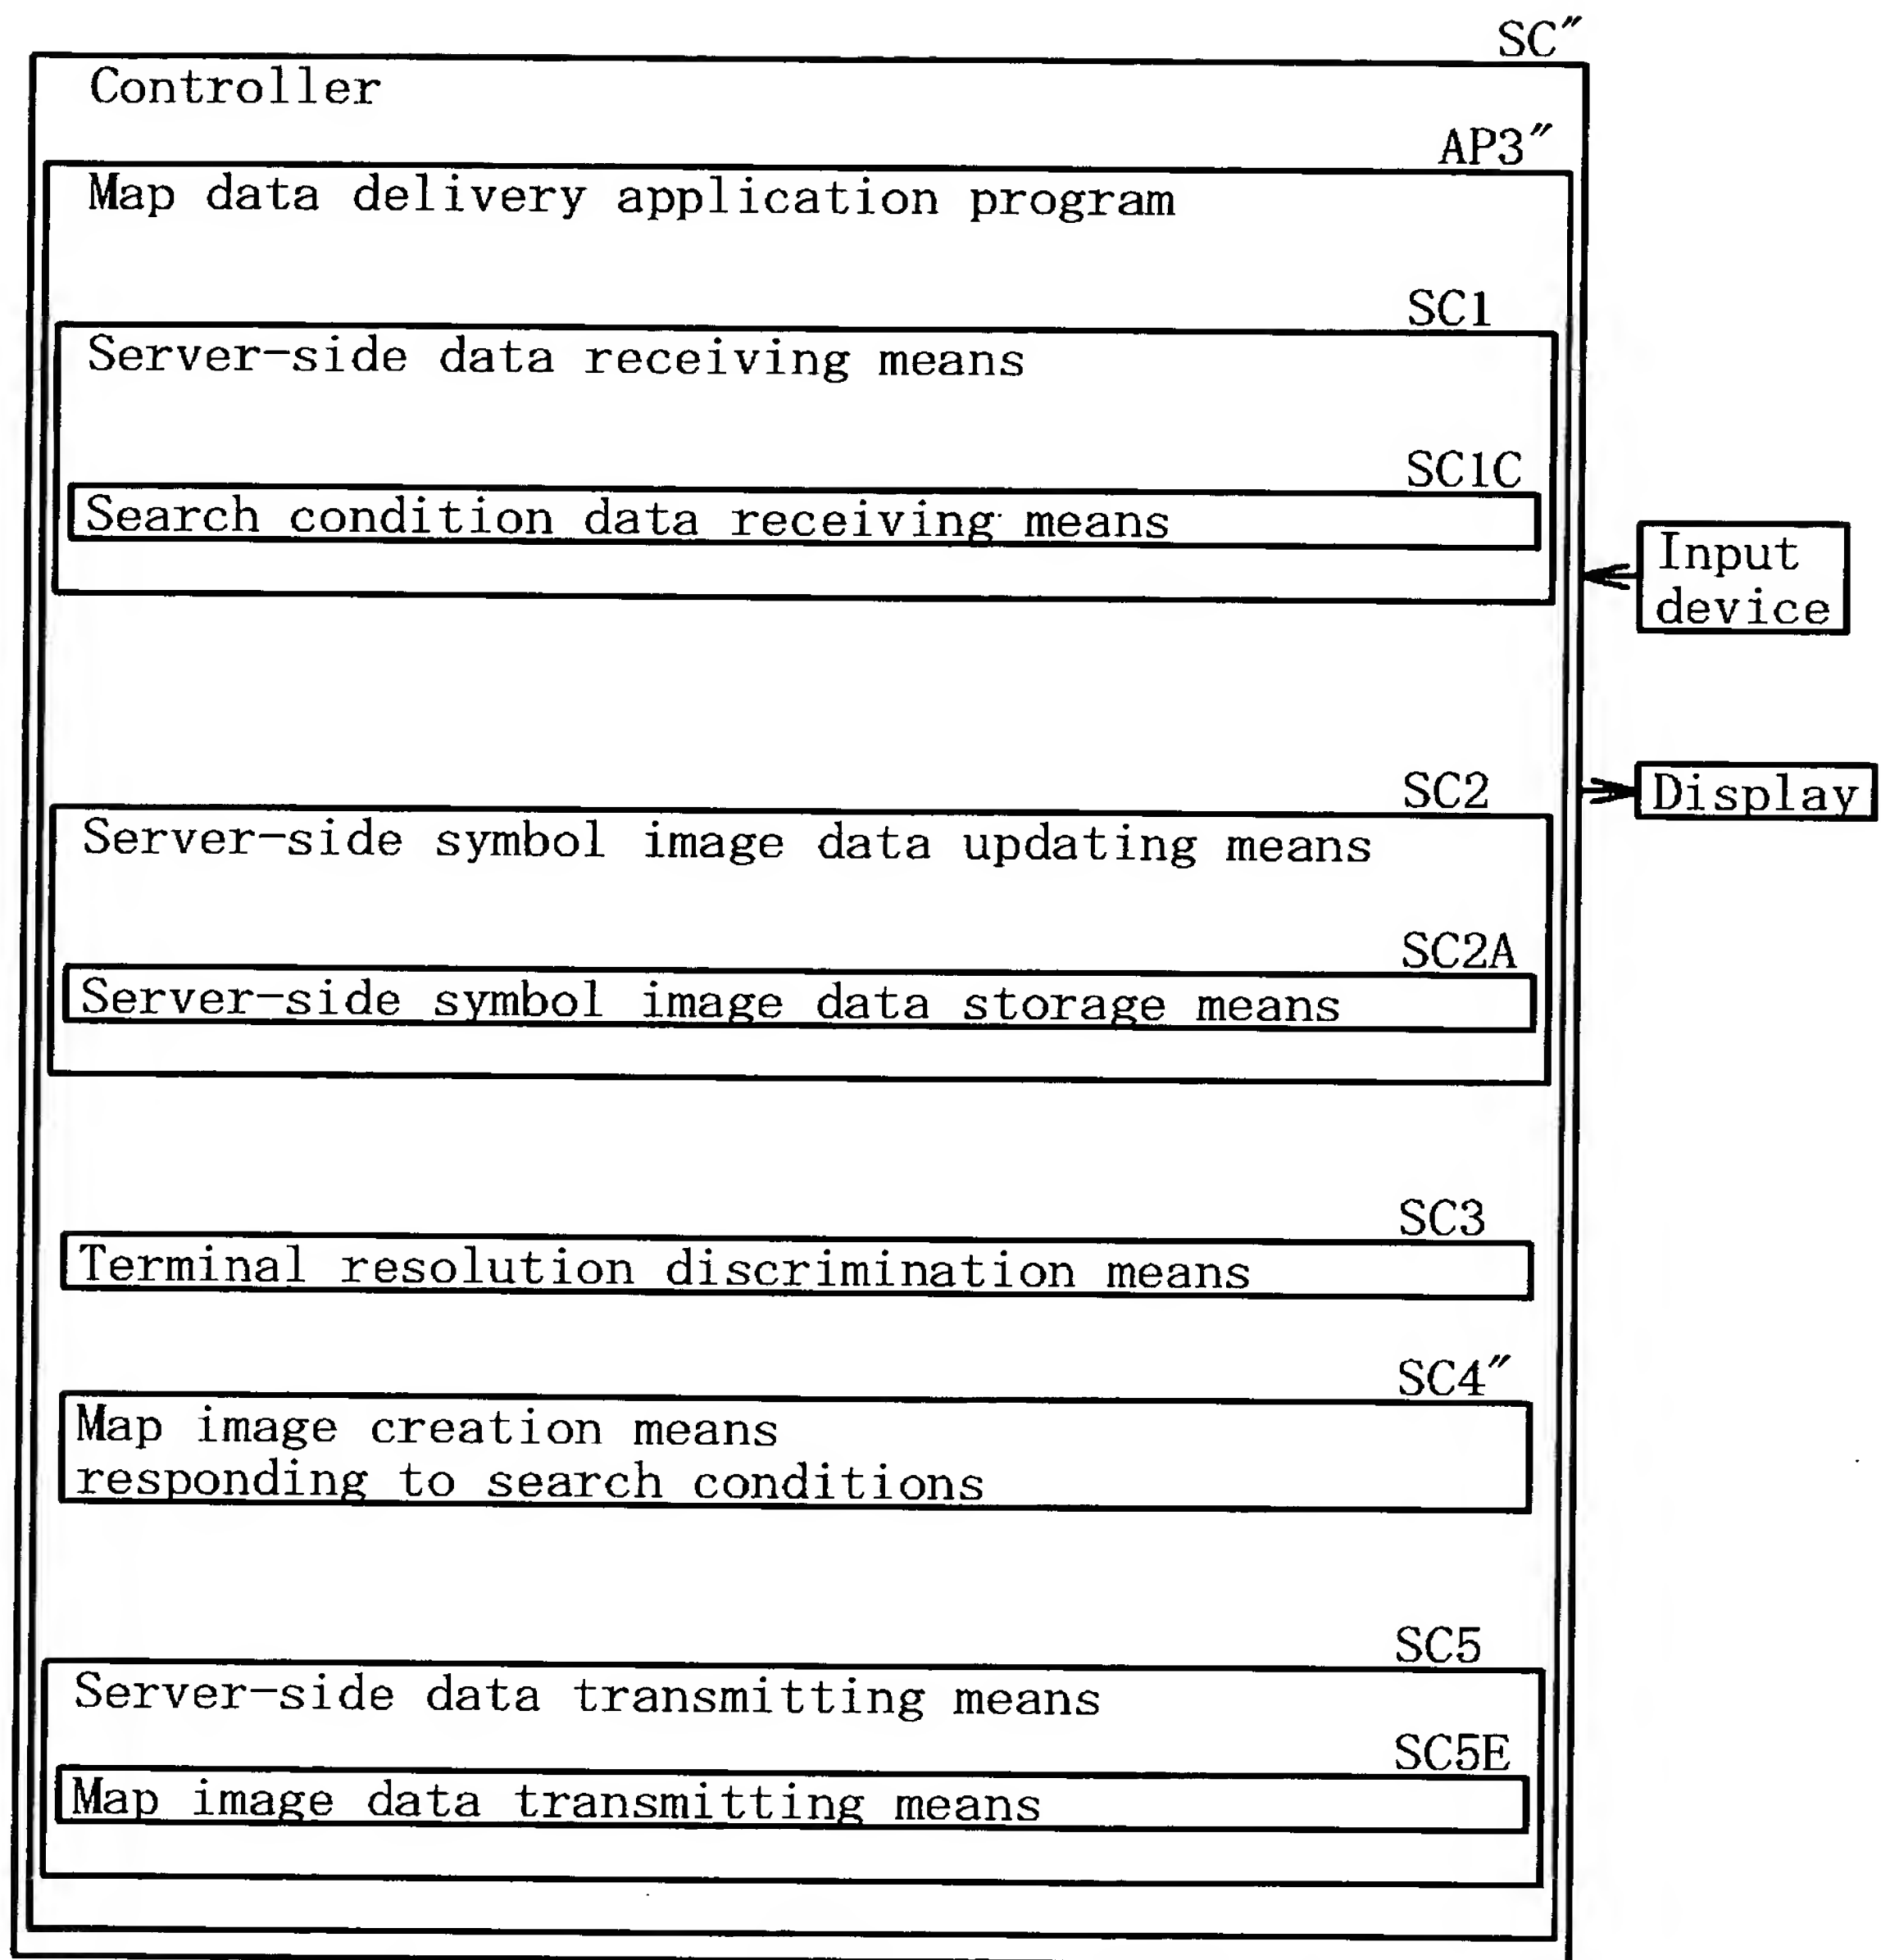 SC″
Controller
AP3″
Map data delivery application program
SC1
Server-side data receiving means
SC1C
Search condition data receiving means
Input
device
SC2
Display
Server-side symbol image data updating means
SC2A
Server-side symbol image data storage means
SC3
Terminal resolution discrimination means
SC4″
Map image creation means
responding to search conditions
SC5
Server-side data transmitting means
SC5E
Map image data transmitting means